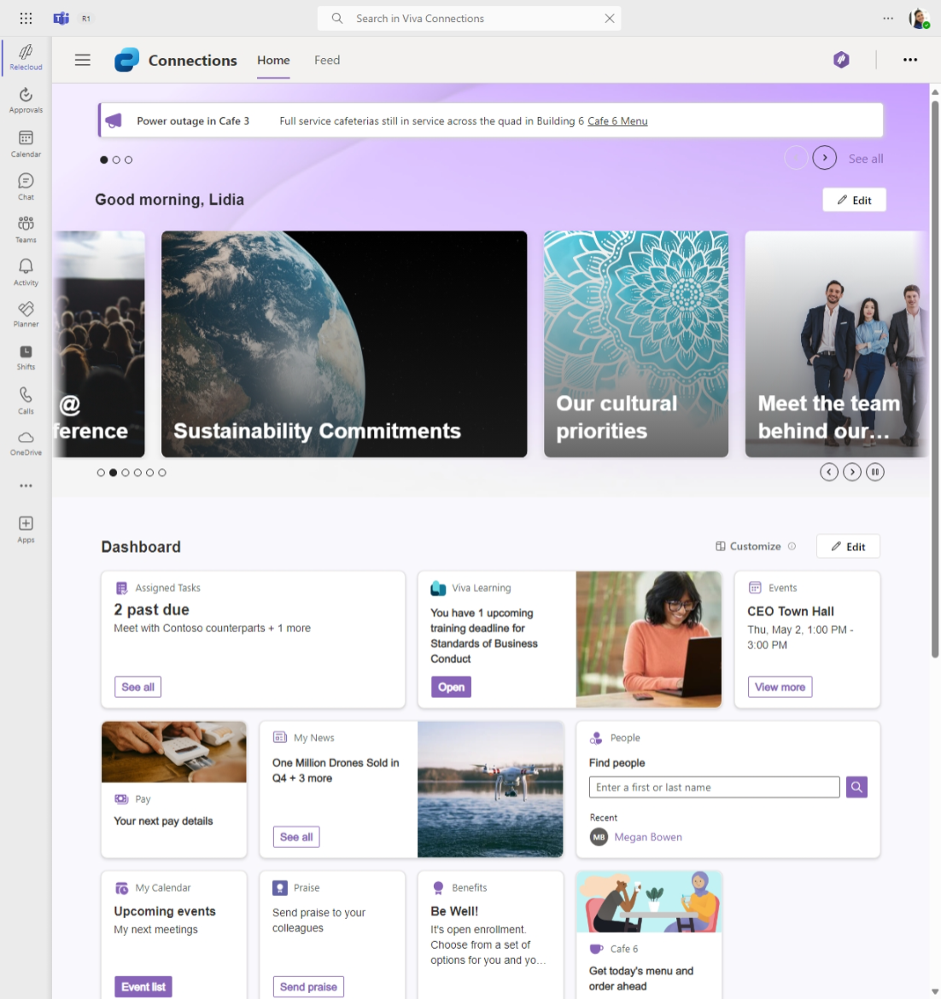 R1
Search in Viva Connections
Relecloud
Approvals
Calendar
Chat
Teams
Activity
Planner
Shifts
Calls
OneDrive
Apps
Connections
Home
Feed
Power outage in Cafe 3
Full service cafeterias still in service across the quad in Building 6 Cafe 6 Menu
See all
Good morning, Lidia
Edit
@
ference
Sustainability Commitments
Our cultural
priorities
Meet the team
behind our...
Dashboard
Customize
Edit
Assigned Tasks
2 past due
Meet with Contoso counterparts + 1 more
See all
Viva Learning
You have 1 upcoming
training deadline for
Standards of Business
Conduct
Open
Events
CEO Town Hall
Thu, May 2, 1:00 PM -
3:00 PM
View more
Pay
Your next pay details
My News
One Million Drones Sold in
Q4 + 3 more
See all
People
Find people
Enter a first or last name
Recent
MB
Megan Bowen
My Calendar
Upcoming events
My next meetings
Event list
Praise
Send praise to your
colleagues
Send praise
Benefits
Be Well!
It's open enrollment.
Choose from a set of
options for you and yo...
Cafe 6
Get today's menu and
order ahead